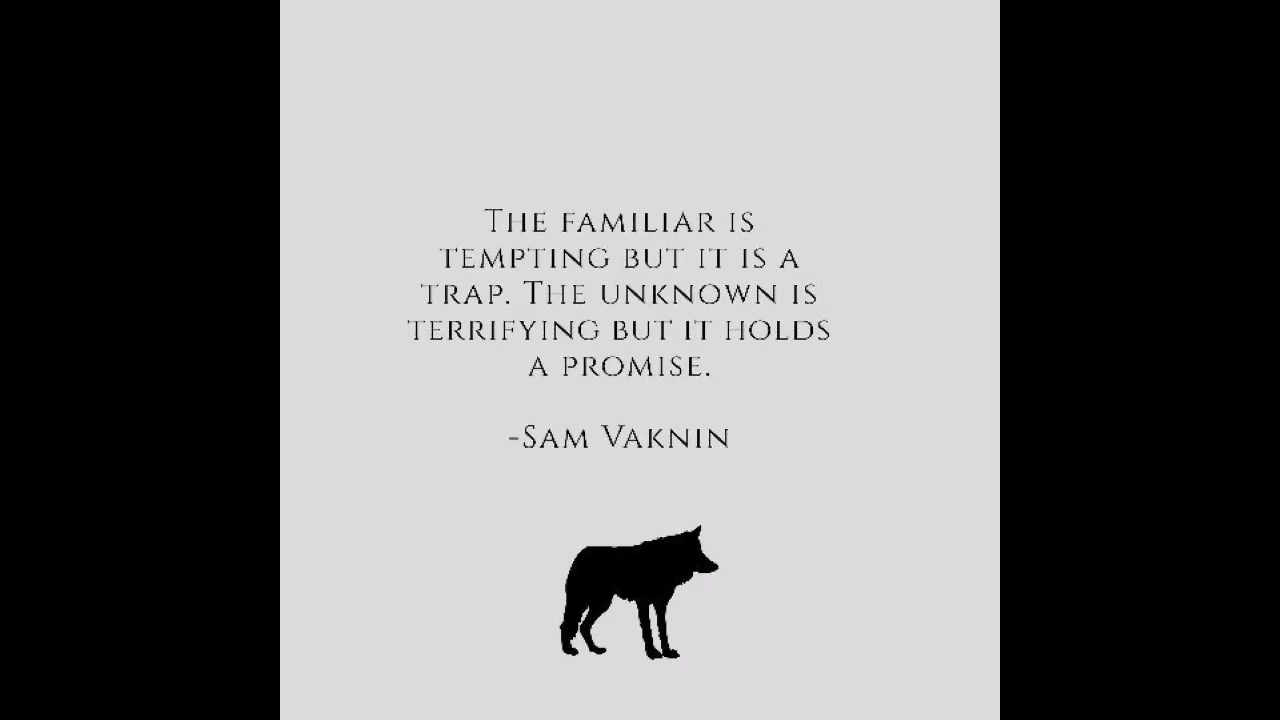 The familiar is
tempting but it is a
trap. The unknown is
terrifying but it holds
a promise.
-Sam Vaknin